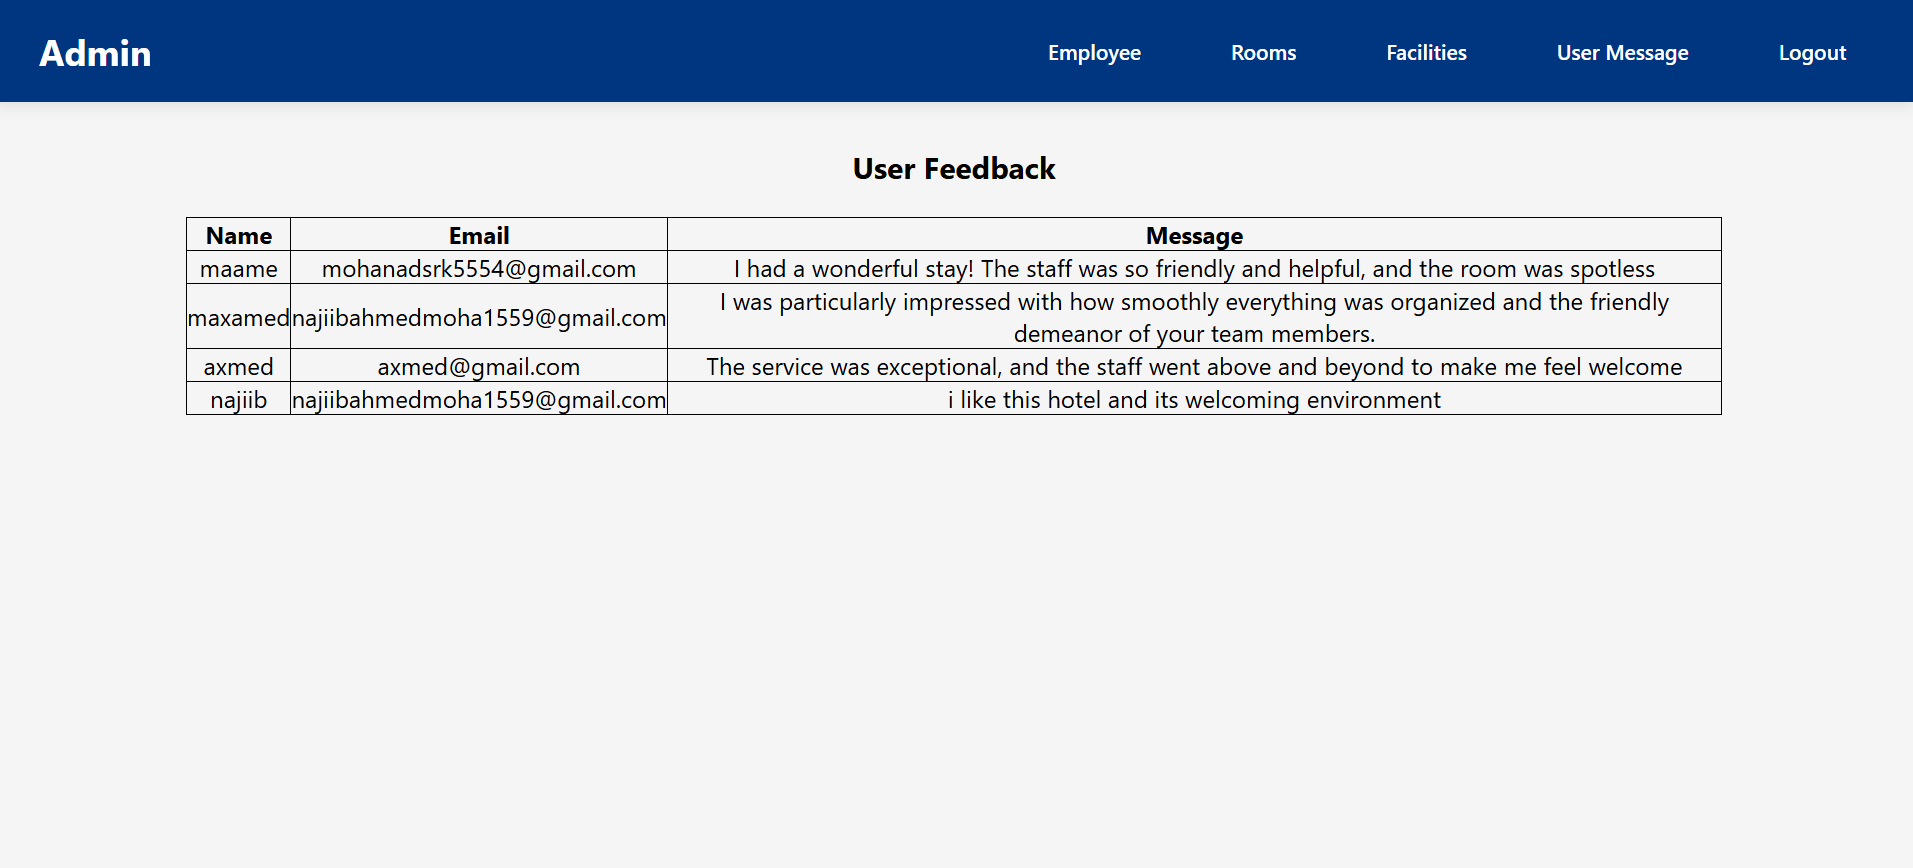 Admin Employee Rooms Facilities User Message Logout
User Feedback
Name Email Message
maame mohanadsrk5554@gmail.com I had a wonderful stay! The staff was so friendly and helpful, and the room was spotless
maxamed najiibahmedmoha1559@gmail.com I was particularly impressed with how smoothly everything was organized and the friendly
demeanor of your team members.
axmed axmed@gmail.com The service was exceptional, and the staff went above and beyond to make me feel welcome
najiib najiibahmedmoha1559@gmail.com i like this hotel and its welcoming environment